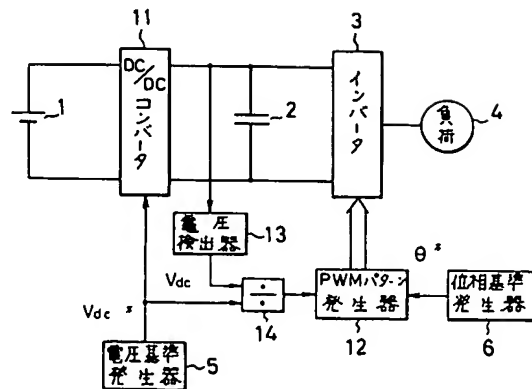 11
3
DC/DC
コンバータ
インバータ
1
2
負荷
4
電圧
検出器
13
Vdc
θ*
Vdc *
÷
14
PWMパターン
発生器
12
位相基準
発生器
6
電圧基準
発生器
5